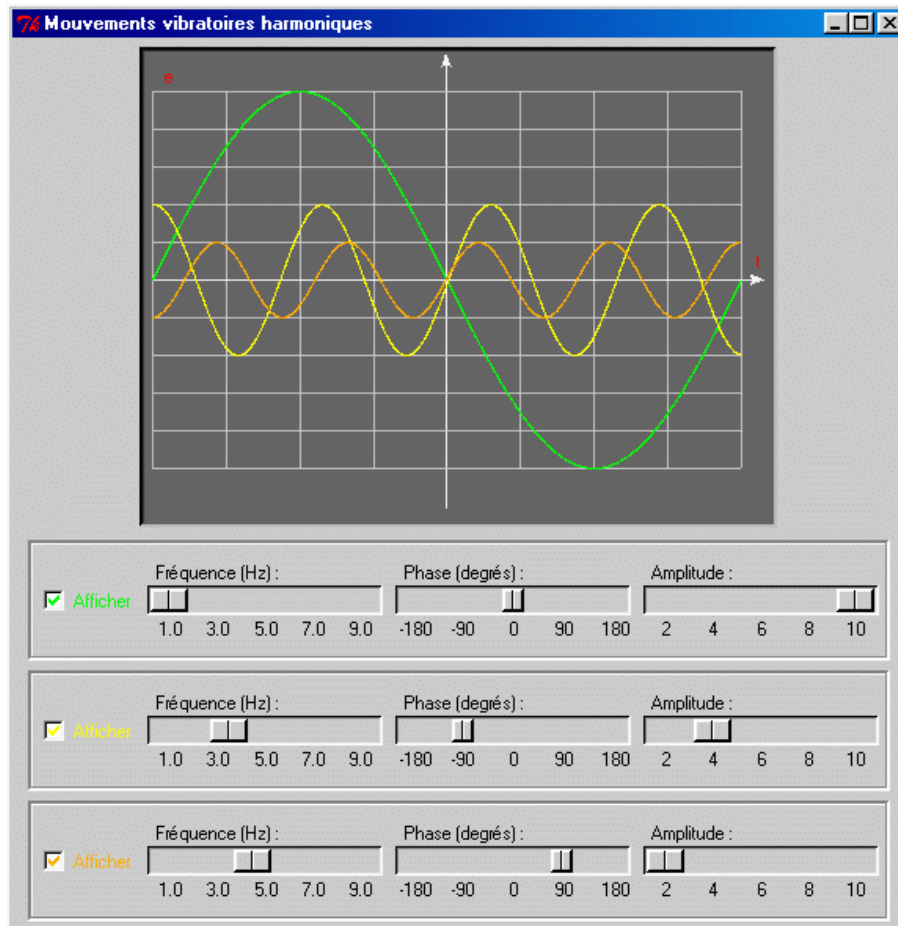 Mouvements vibratoires harmoniques
e
t
Fréquence (Hz) : Phase (degrés) : Amplitude :
Afficher
1.0 3.0 5.0 7.0 9.0 -180 -90 0 90 180 2 4 6 8 10
Fréquence (Hz) : Phase (degrés) : Amplitude :
Afficher
1.0 3.0 5.0 7.0 9.0 -180 -90 0 90 180 2 4 6 8 10
Fréquence (Hz) : Phase (degrés) : Amplitude :
Afficher
1.0 3.0 5.0 7.0 9.0 -180 -90 0 90 180 2 4 6 8 10